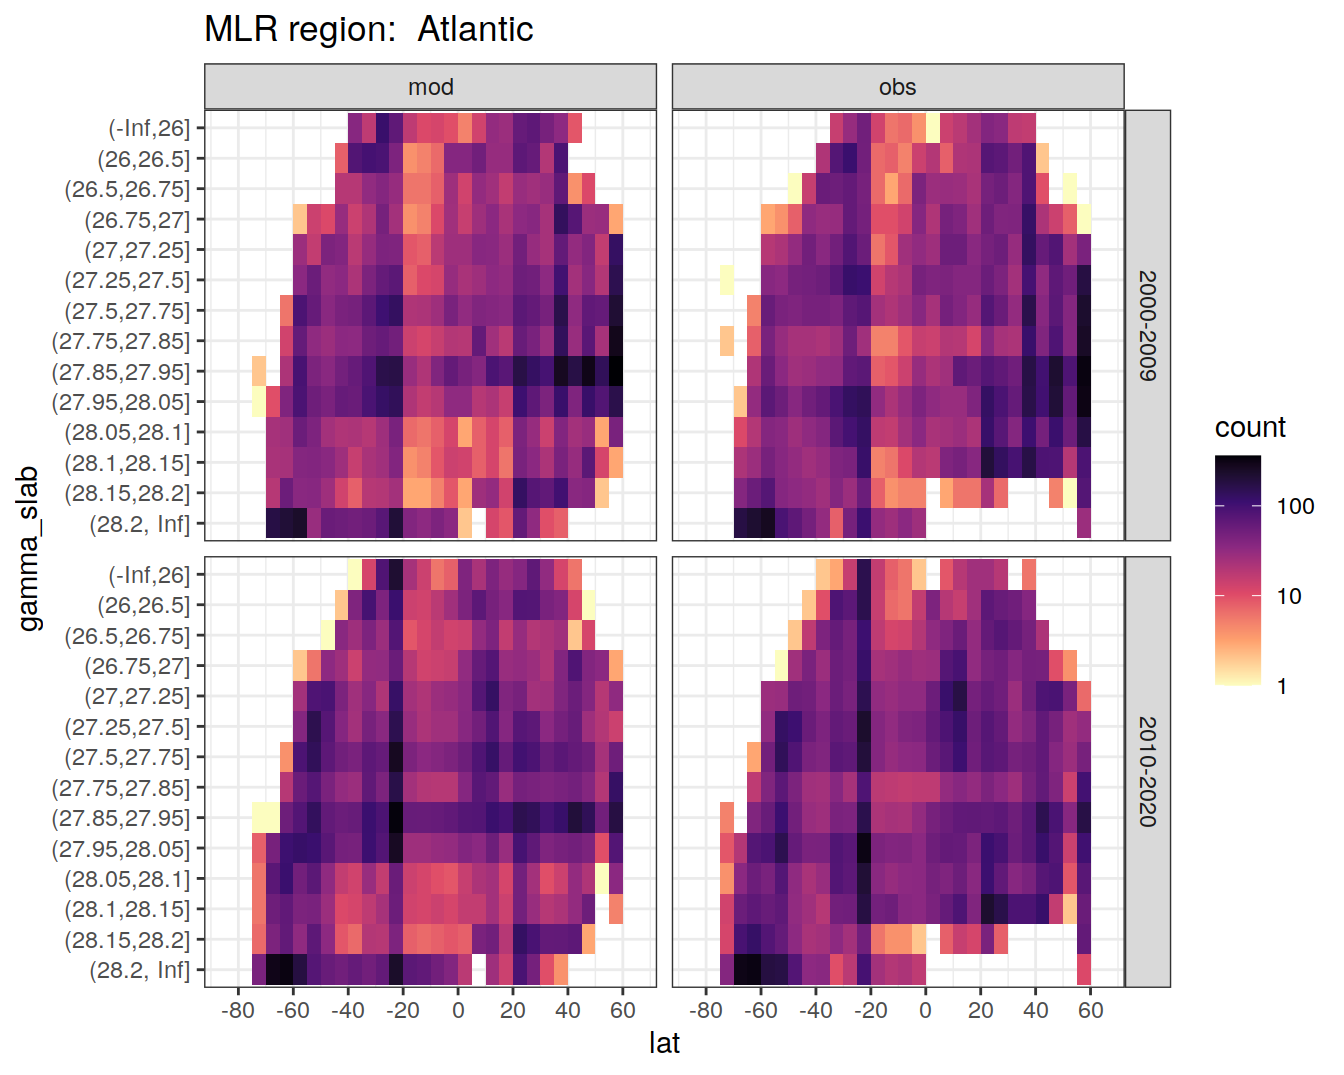 MLR region:  Atlantic
mod
obs
(-Inf,26]
(26,26.5]
(26.5,26.75]
(26.75,27]
(27,27.25]
(27.25,27.5]
(27.5,27.75]
(27.75,27.85]
(27.85,27.95]
(27.95,28.05]
(28.05,28.1]
(28.1,28.15]
(28.15,28.2]
(28.2, Inf]
2000-2009
(-Inf,26]
(26,26.5]
(26.5,26.75]
(26.75,27]
(27,27.25]
(27.25,27.5]
(27.5,27.75]
(27.75,27.85]
(27.85,27.95]
(27.95,28.05]
(28.05,28.1]
(28.1,28.15]
(28.15,28.2]
(28.2, Inf]
2010-2020
gamma_slab
-80 -60 -40 -20 0 20 40 60
-80 -60 -40 -20 0 20 40 60
lat
count
100
10
1